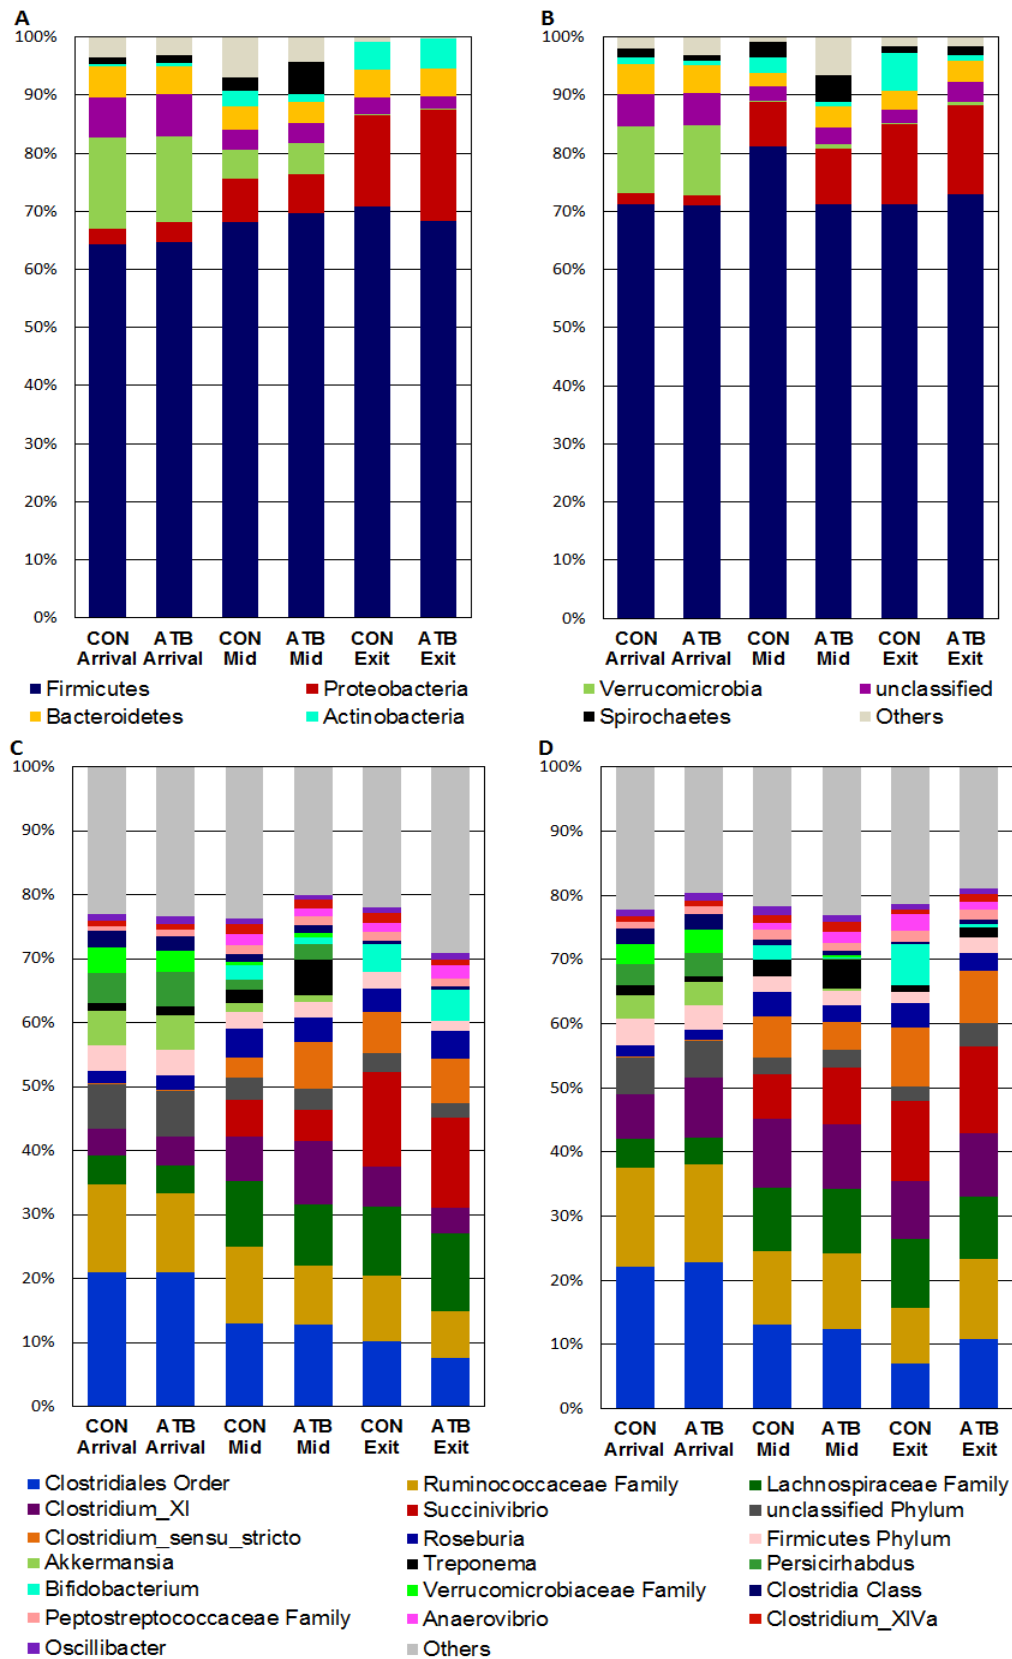 A
100%
90%
80%
70%
60%
50%
40%
30%
20%
10%
0%
CON Arrival
ATB Arrival
CON Mid
ATB Mid
CON Exit
ATB Exit
B
100%
90%
80%
70%
60%
50%
40%
30%
20%
10%
0%
CON Arrival
ATB Arrival
CON Mid
ATB Mid
CON Exit
ATB Exit
Firmicutes
Proteobacteria
Verrucomicrobia
unclassified
Bacteroidetes
Actinobacteria
Spirochaetes
Others
C
100%
90%
80%
70%
60%
50%
40%
30%
20%
10%
0%
CON Arrival
ATB Arrival
CON Mid
ATB Mid
CON Exit
ATB Exit
D
100%
90%
80%
70%
60%
50%
40%
30%
20%
10%
0%
CON Arrival
ATB Arrival
CON Mid
ATB Mid
CON Exit
ATB Exit
Clostridiales Order
Ruminococcaceae Family
Lachnospiraceae Family
Clostridium_XI
Succinivibrio
unclassified Phylum
Clostridium_sensu_stricto
Roseburia
Firmicutes Phylum
Akkermansia
Treponema
Persicirhabdus
Bifidobacterium
Verrucomicrobiaceae Family
Clostridia Class
Peptostreptococcaceae Family
Anaerovibrio
Clostridium_XIVa
Oscillibacter
Others